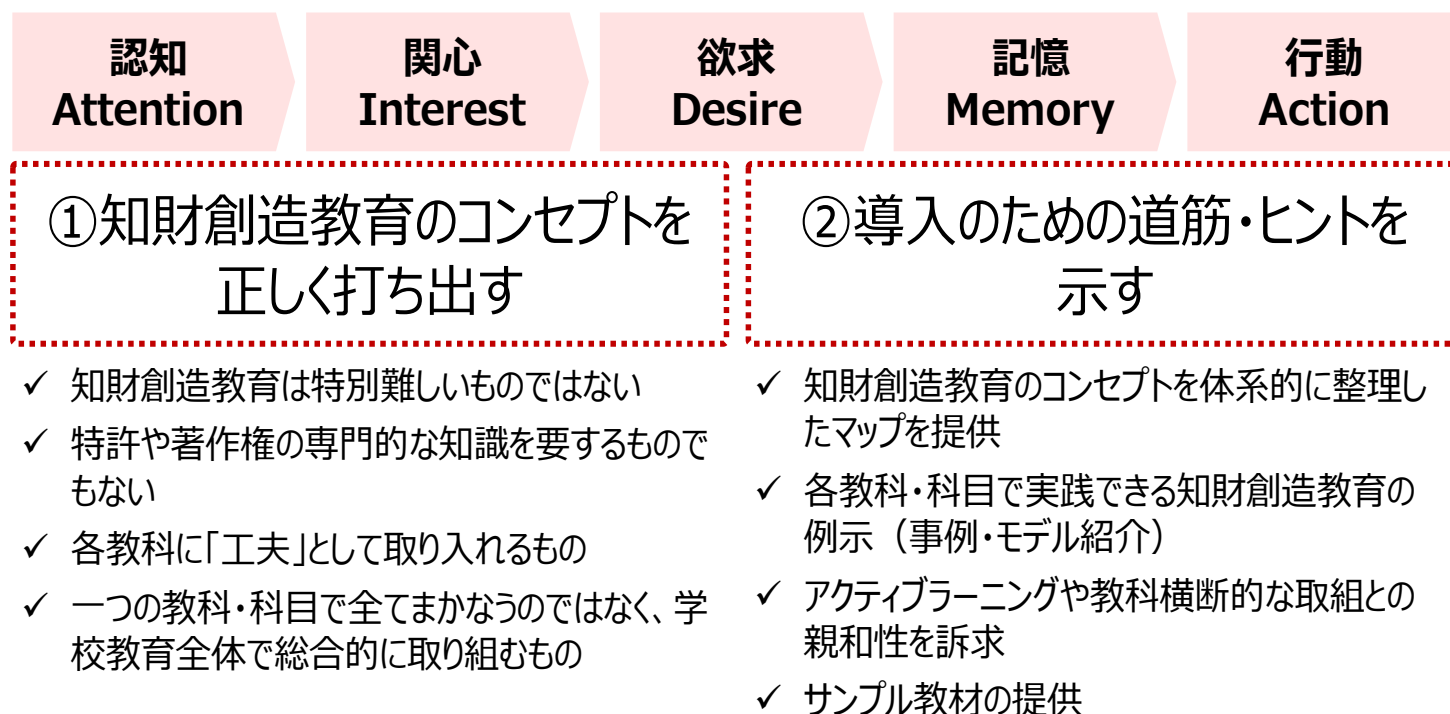 認知
Attention
関心
Interest
欲求
Desire
記憶
Memory
行動
Action
①知財創造教育のコンセプトを
正しく打ち出す
✓ 知財創造教育は特別難しいものではない
✓ 特許や著作権の専門的な知識を要するもので
もない
✓ 各教科に「工夫」として取り入れるもの
✓ 一つの教科・科目で全てまかなうのではなく、学
校教育全体で総合的に取り組むもの
②導入のための道筋・ヒントを
示す
✓ 知財創造教育のコンセプトを体系的に整理し
たマップを提供
✓ 各教科・科目で実践できる知財創造教育の
例示（事例・モデル紹介）
✓ アクティブラーニングや教科横断的な取組との
親和性を訴求
✓ サンプル教材の提供